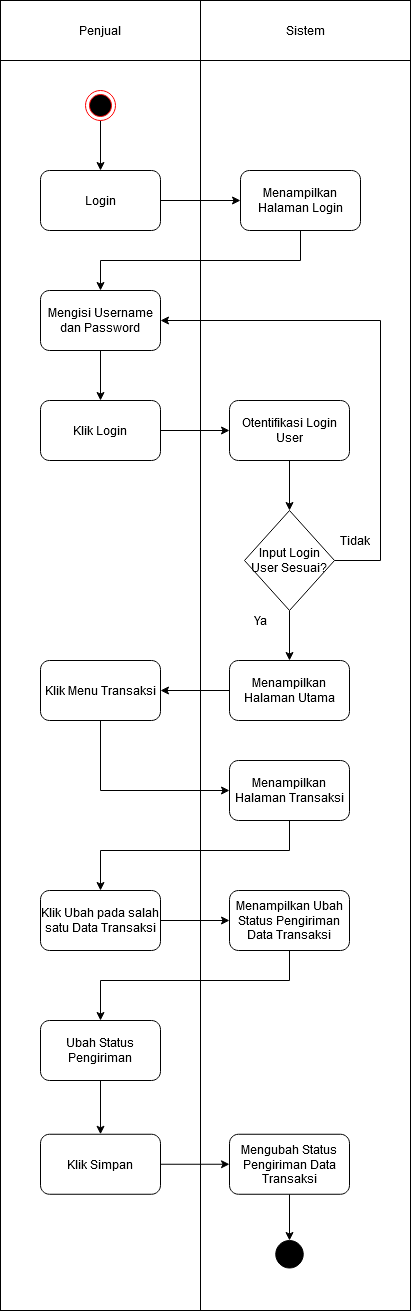 Penjual
Sistem
Login
Menampilkan
Halaman Login
Mengisi Username
dan Password
Klik Login
Otentifikasi Login
User
Input Login
User Sesuai?
Tidak
Ya
Klik Menu Transaksi
Menampilkan
Halaman Utama
Menampilkan
Halaman Transaksi
Klik Ubah pada salah
satu Data Transaksi
Menampilkan Ubah
Status Pengiriman
Data Transaksi
Ubah Status
Pengiriman
Klik Simpan
Mengubah Status
Pengiriman Data
Transaksi